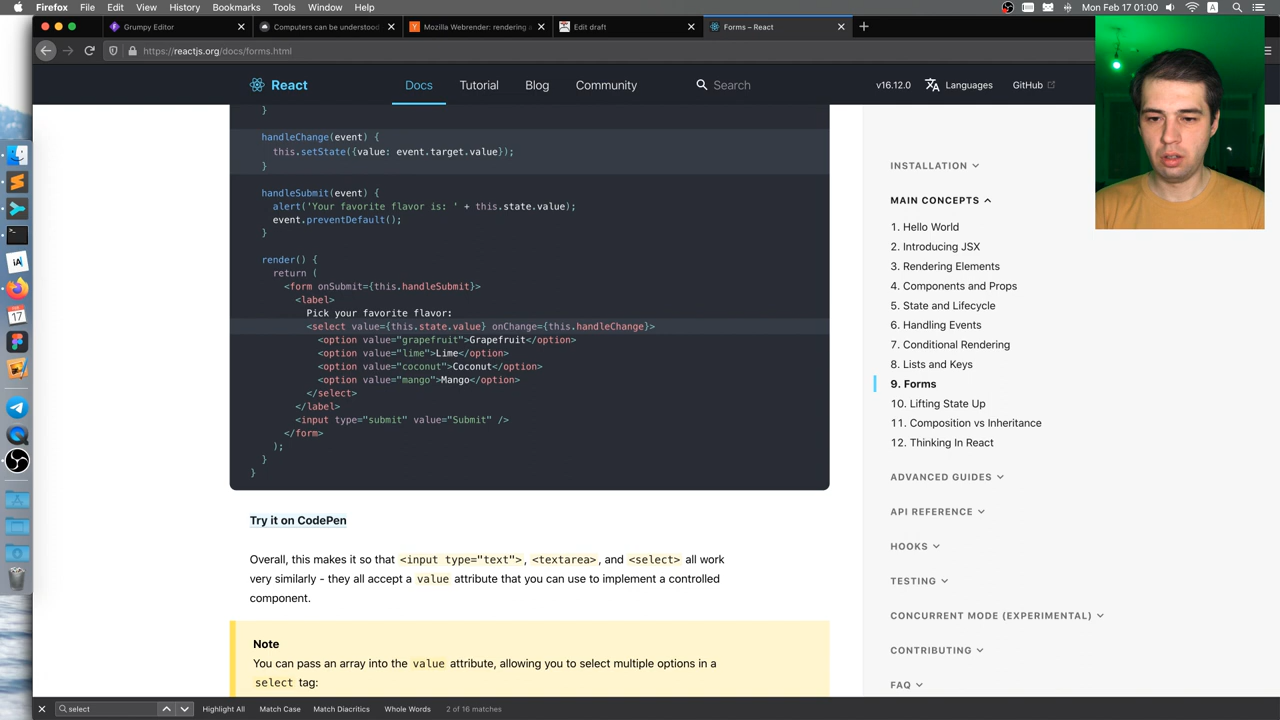 Firefox File Edit View History Bookmarks Tools Window Help
Mon Feb 17 01:00
Grumpy Editor
Computers can be understood
Mozilla Webrender: rendering a
Edit draft
Forms – React
https://reactjs.org/docs/forms.html
React
Docs
Tutorial
Blog
Community
Search
v16.12.0
Languages
GitHub
}
handleChange(event) {
this.setState({value: event.target.value});
}
handleSubmit(event) {
alert('Your favorite flavor is: ' + this.state.value);
event.preventDefault();
}
render() {
return (
<form onSubmit={this.handleSubmit}>
<label>
Pick your favorite flavor:
<select value={this.state.value} onChange={this.handleChange}>
<option value="grapefruit">Grapefruit</option>
<option value="lime">Lime</option>
<option value="coconut">Coconut</option>
<option value="mango">Mango</option>
</select>
</label>
<input type="submit" value="Submit" />
</form>
);
}
}
Try it on CodePen
Overall, this makes it so that <input type="text">, <textarea>, and <select> all work
very similarly - they all accept a value attribute that you can use to implement a controlled
component.
Note
You can pass an array into the value attribute, allowing you to select multiple options in a
select tag:
INSTALLATION
MAIN CONCEPTS
1. Hello World
2. Introducing JSX
3. Rendering Elements
4. Components and Props
5. State and Lifecycle
6. Handling Events
7. Conditional Rendering
8. Lists and Keys
9. Forms
10. Lifting State Up
11. Composition vs Inheritance
12. Thinking In React
ADVANCED GUIDES
API REFERENCE
HOOKS
TESTING
CONCURRENT MODE (EXPERIMENTAL)
CONTRIBUTING
FAQ
select
Highlight All
Match Case
Match Diacritics
Whole Words
2 of 16 matches
17
iA
A